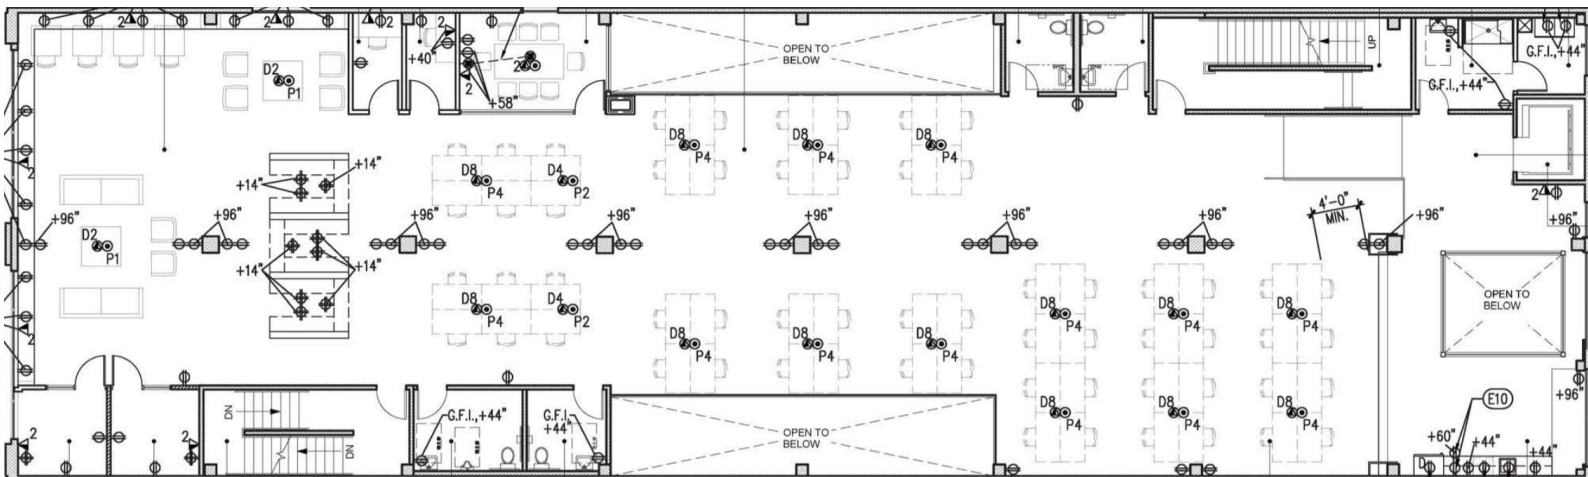 2
2
2
2
+40"
2
2
+58"
D2
P1
OPEN TO
BELOW
UP
G.F.I.,+44"
G.F.I.,+44"
D8
P4
D8
P4
D8
P4
2
+14"
+14"
D8
P4
D4
P2
2
+96"
D2
P1
+96"
+96"
+96"
+96"
+96"
+96"
4'-0"
MIN.
+96"
+96"
+14"
+14"
OPEN TO
BELOW
2
D8
P4
D4
P2
D8
P4
D8
P4
D8
P4
D8
P4
D8
P4
D8
P4
+96"
D8
P4
D8
P4
D8
P4
E10
DN
DN
G.F.I.,+44"
G.F.I.,
+44"
OPEN TO
BELOW
2
2
+60"
+44"
+44"
D